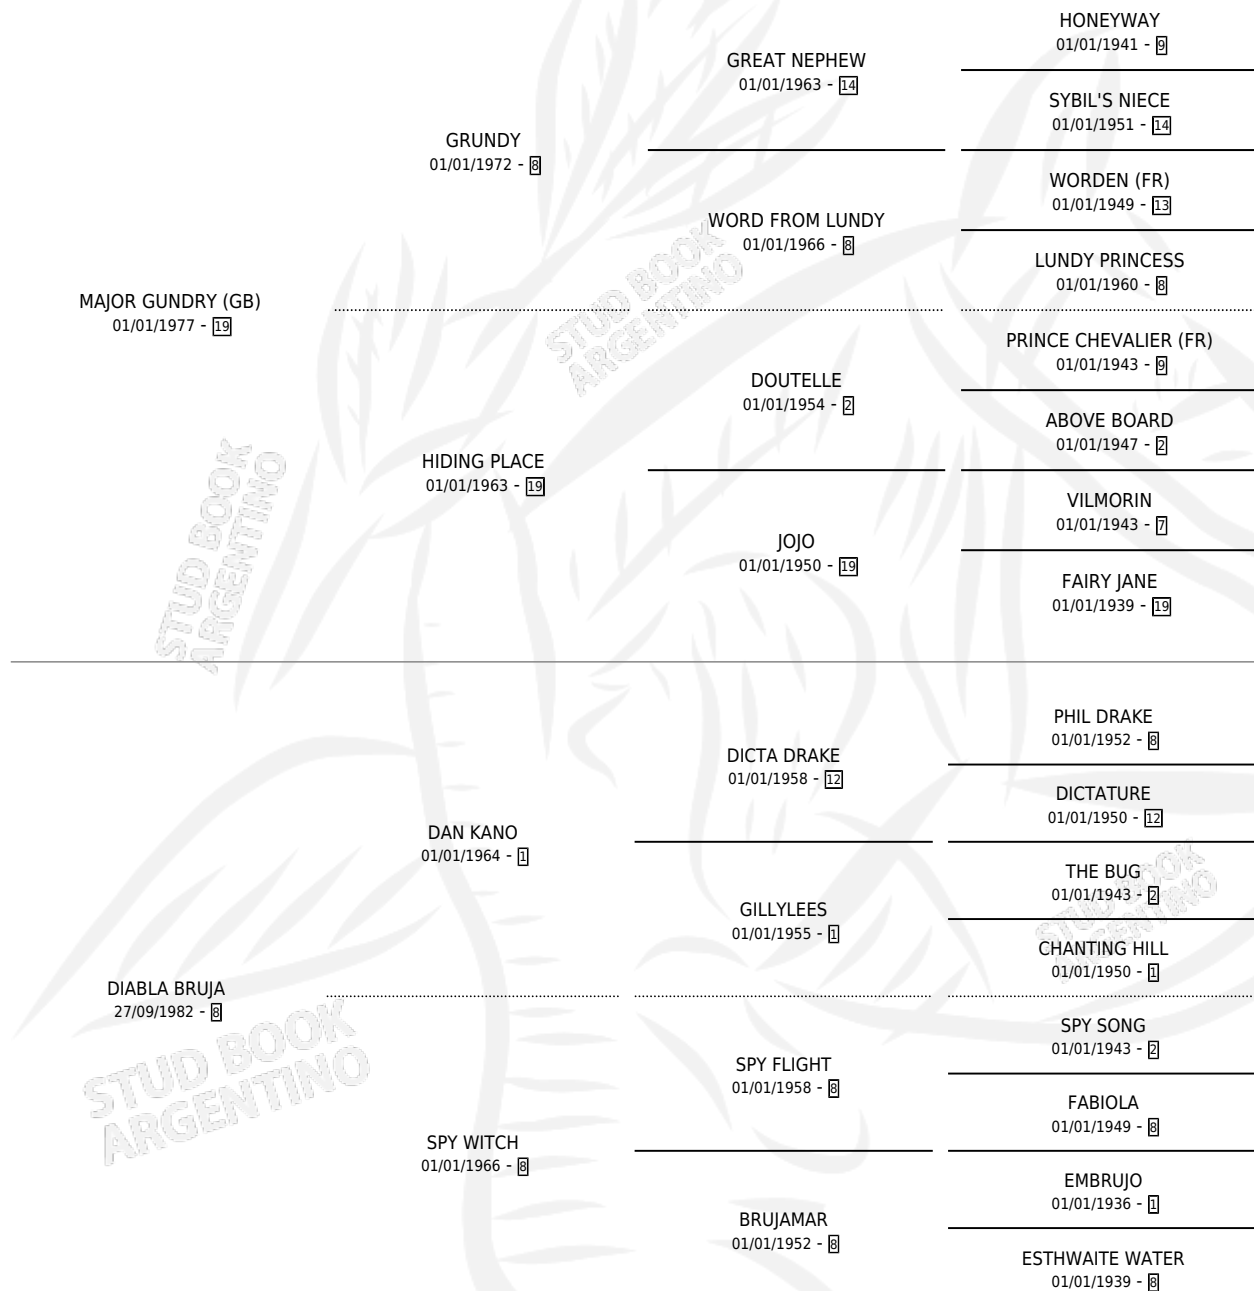 HONEYWAY
01/01/1941 - 9
GREAT NEPHEW
01/01/1963 - 14
SYBIL'S NIECE
01/01/1951 - 14
GRUNDY
01/01/1972 - 8
WORDEN (FR)
01/01/1949 - 13
WORD FROM LUNDY
01/01/1966 - 8
LUNDY PRINCESS
01/01/1960 - 8
MAJOR GUNDRY (GB)
01/01/1977 - 19
STUD BOOK
ARGENTINO
PRINCE CHEVALIER (FR)
01/01/1943 - 9
DOUTELLE
01/01/1954 - 2
ABOVE BOARD
01/01/1947 - 2
HIDING PLACE
01/01/1963 - 19
VILMORIN
01/01/1943 - 7
JOJO
01/01/1950 - 19
FAIRY JANE
01/01/1939 - 19
STUD BOOK
ARGENTINO
PHIL DRAKE
01/01/1952 - 8
DICTA DRAKE
01/01/1958 - 12
DICTATURE
01/01/1950 - 12
DAN KANO
01/01/1964 - 1
THE BUG
01/01/1943 - 2
GILLYLEES
01/01/1955 - 1
CHANTING HILL
01/01/1950 - 1
STUD BOOK
ARGENTINO
DIABLA BRUJA
27/09/1982 - 8
SPY SONG
01/01/1943 - 2
SPY FLIGHT
01/01/1958 - 8
FABIOLA
01/01/1949 - 8
SPY WITCH
01/01/1966 - 8
EMBRUJO
01/01/1936 - 1
BRUJAMAR
01/01/1952 - 8
ESTHWAITE WATER
01/01/1939 - 8
STUD BOOK
ARGENTINO